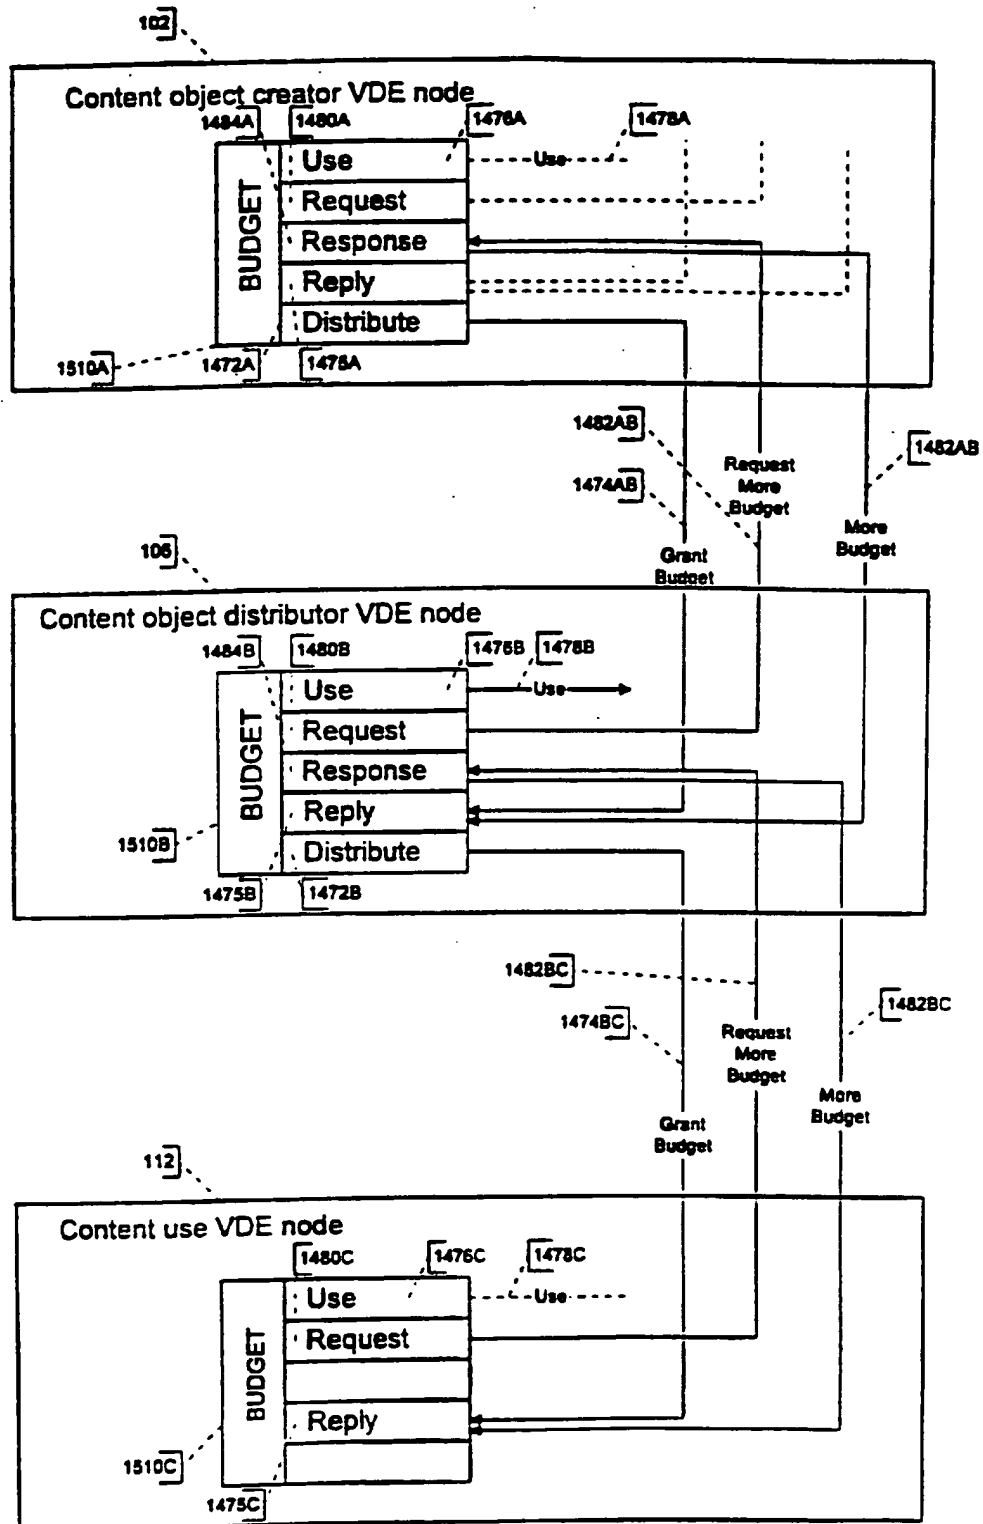 102
Content object creator VDE node
1484A 1480A 1476A 1478A
BUDGET
Use
Use
Request
Response
Reply
Distribute
1510A 1472A 1475A
1482AB
1474AB
Request
More
Budget
1482AB
More
Budget
Grant
Budget
106
Content object distributor VDE node
1484B 1480B 1476B 1478B
BUDGET
Use
Use
Request
Response
Reply
Distribute
1510B
1475B 1472B
1482BC
1474BC
1482BC
Request
More
Budget
More
Budget
Grant
Budget
112
Content use VDE node
1480C 1476C 1478C
BUDGET
Use
Use
Request
Reply
1510C
1475C